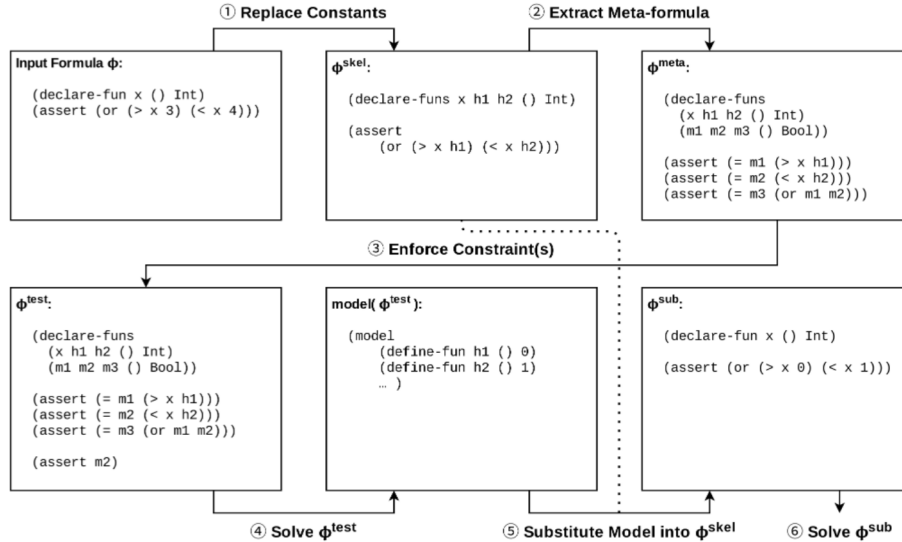 ① Replace Constants
② Extract Meta-formula
Input Formula ϕ:
(declare-fun x () Int)
(assert (or (> x 3) (< x 4)))
ϕskel:
(declare-funs x h1 h2 () Int)
(assert
(or (> x h1) (< x h2)))
ϕmeta:
(declare-funs
(x h1 h2 () Int)
(m1 m2 m3 () Bool))
(assert (= m1 (> x h1)))
(assert (= m2 (< x h2)))
(assert (= m3 (or m1 m2)))
③ Enforce Constraint(s)
ϕtest:
(declare-funs
(x h1 h2 () Int)
(m1 m2 m3 () Bool))
(assert (= m1 (> x h1)))
(assert (= m2 (< x h2)))
(assert (= m3 (or m1 m2)))
(assert m2)
model( ϕtest ):
(model
(define-fun h1 () 0)
(define-fun h2 () 1)
… )
ϕsub:
(declare-fun x () Int)
(assert (or (> x 0) (< x 1)))
④ Solve ϕtest
⑤ Substitute Model into ϕskel
⑥ Solve ϕsub